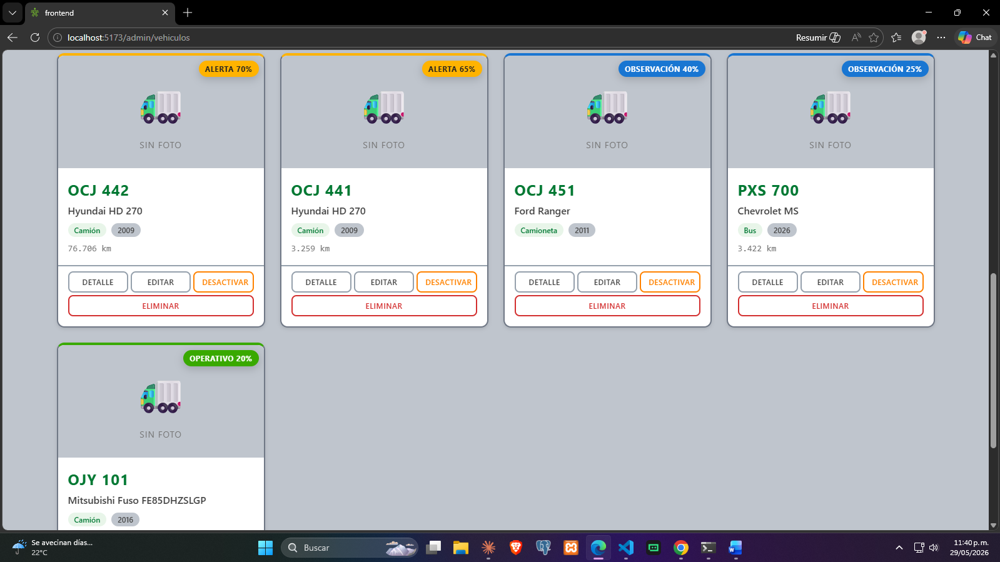 frontend
localhost:5173/admin/vehiculos
Resumir
Chat
ALERTA 70%
SIN FOTO
OCJ 442
Hyundai HD 270
Camión 2009
76.706 km
DETALLE EDITAR DESACTIVAR
ELIMINAR
ALERTA 65%
SIN FOTO
OCJ 441
Hyundai HD 270
Camión 2009
3.259 km
DETALLE EDITAR DESACTIVAR
ELIMINAR
OBSERVACIÓN 40%
SIN FOTO
OCJ 451
Ford Ranger
Camioneta 2011
DETALLE EDITAR DESACTIVAR
ELIMINAR
OBSERVACIÓN 25%
SIN FOTO
PXS 700
Chevrolet MS
Bus 2026
3.422 km
DETALLE EDITAR DESACTIVAR
ELIMINAR
OPERATIVO 20%
SIN FOTO
OJY 101
Mitsubishi Fuso FE85DHZSLGP
Camión 2016
Se avecinan días...
22°C
Buscar
11:40 p.m.
29/05/2026